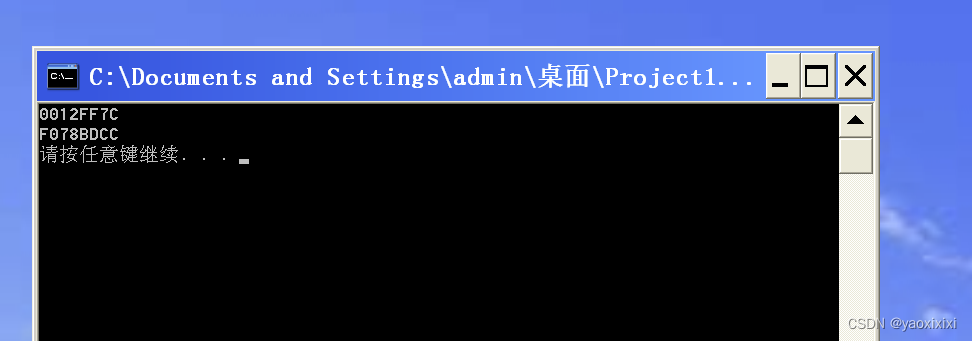 C:\Documents and Settings\admin\桌面\Project1...
0012FF7C
F078BDCC
请按任意键继续. . .
CSDN @yaoxixixi